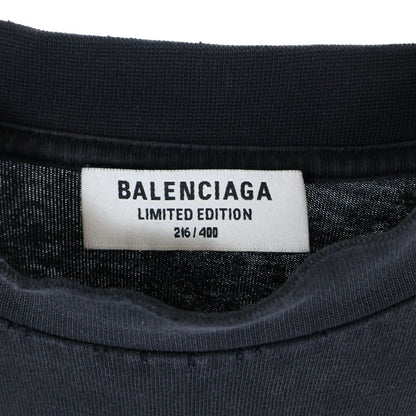 BALENCIAGA
LIMITED EDITION
216 / 400